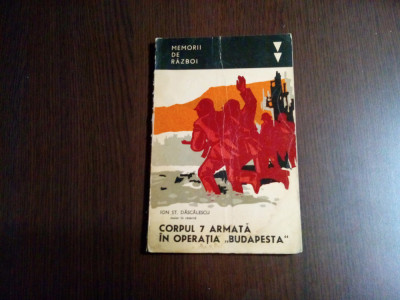 MEMORII
DE
RĂZBOI
ION ST. DĂSCĂLESCU
CORPUL 7 ARMATĂ
ÎN OPERAȚIA „BUDAPESTA"